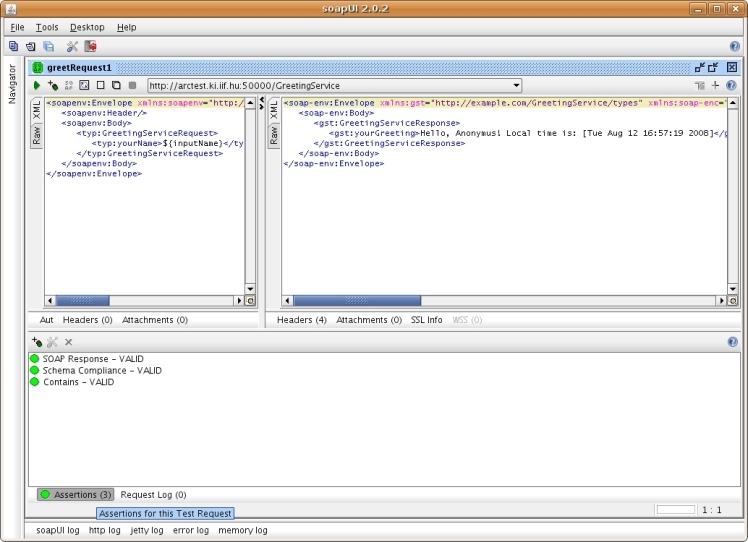 soapUI 2.0.2
File Tools Desktop Help
Navigator
greetRequest1
http://arctest.ki.iif.hu:50000/GreetingService
XML
Raw
<soapenv:Envelope xmlns:soapenv="http:/
<soapenv:Header/>
<soapenv:Body>
<typ:GreetingServiceRequest>
<typ:yourName>${inputName}</ty
</typ:GreetingServiceRequest>
</soapenv:Body>
</soapenv:Envelope>
Aut Headers (0) Attachments (0)
XML
Raw
<soap-env:Envelope xmlns:gst="http://example.com/GreetingService/types" xmlns:soap-enc="
<soap-env:Body>
<gst:GreetingServiceResponse>
<gst:yourGreeting>Hello, Anonymus! Local time is: [Tue Aug 12 16:57:19 2008]</g
</gst:GreetingServiceResponse>
</soap-env:Body>
</soap-env:Envelope>
Headers (4) Attachments (0) SSL Info WSS (0)
SOAP Response - VALID
Schema Compliance - VALID
Contains - VALID
Assertions (3) Request Log (0)
Assertions for this Test Request
1 : 1
soapUI log http log jetty log error log memory log